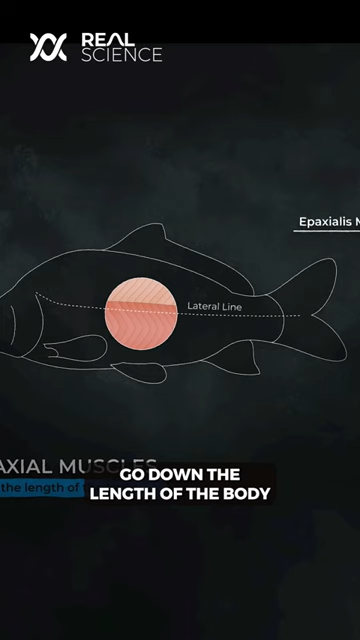 REAL
SCIENCE
Epaxialis
Lateral Line
AXIAL MUSCLES
the length of
GO DOWN THE
LENGTH OF THE BODY